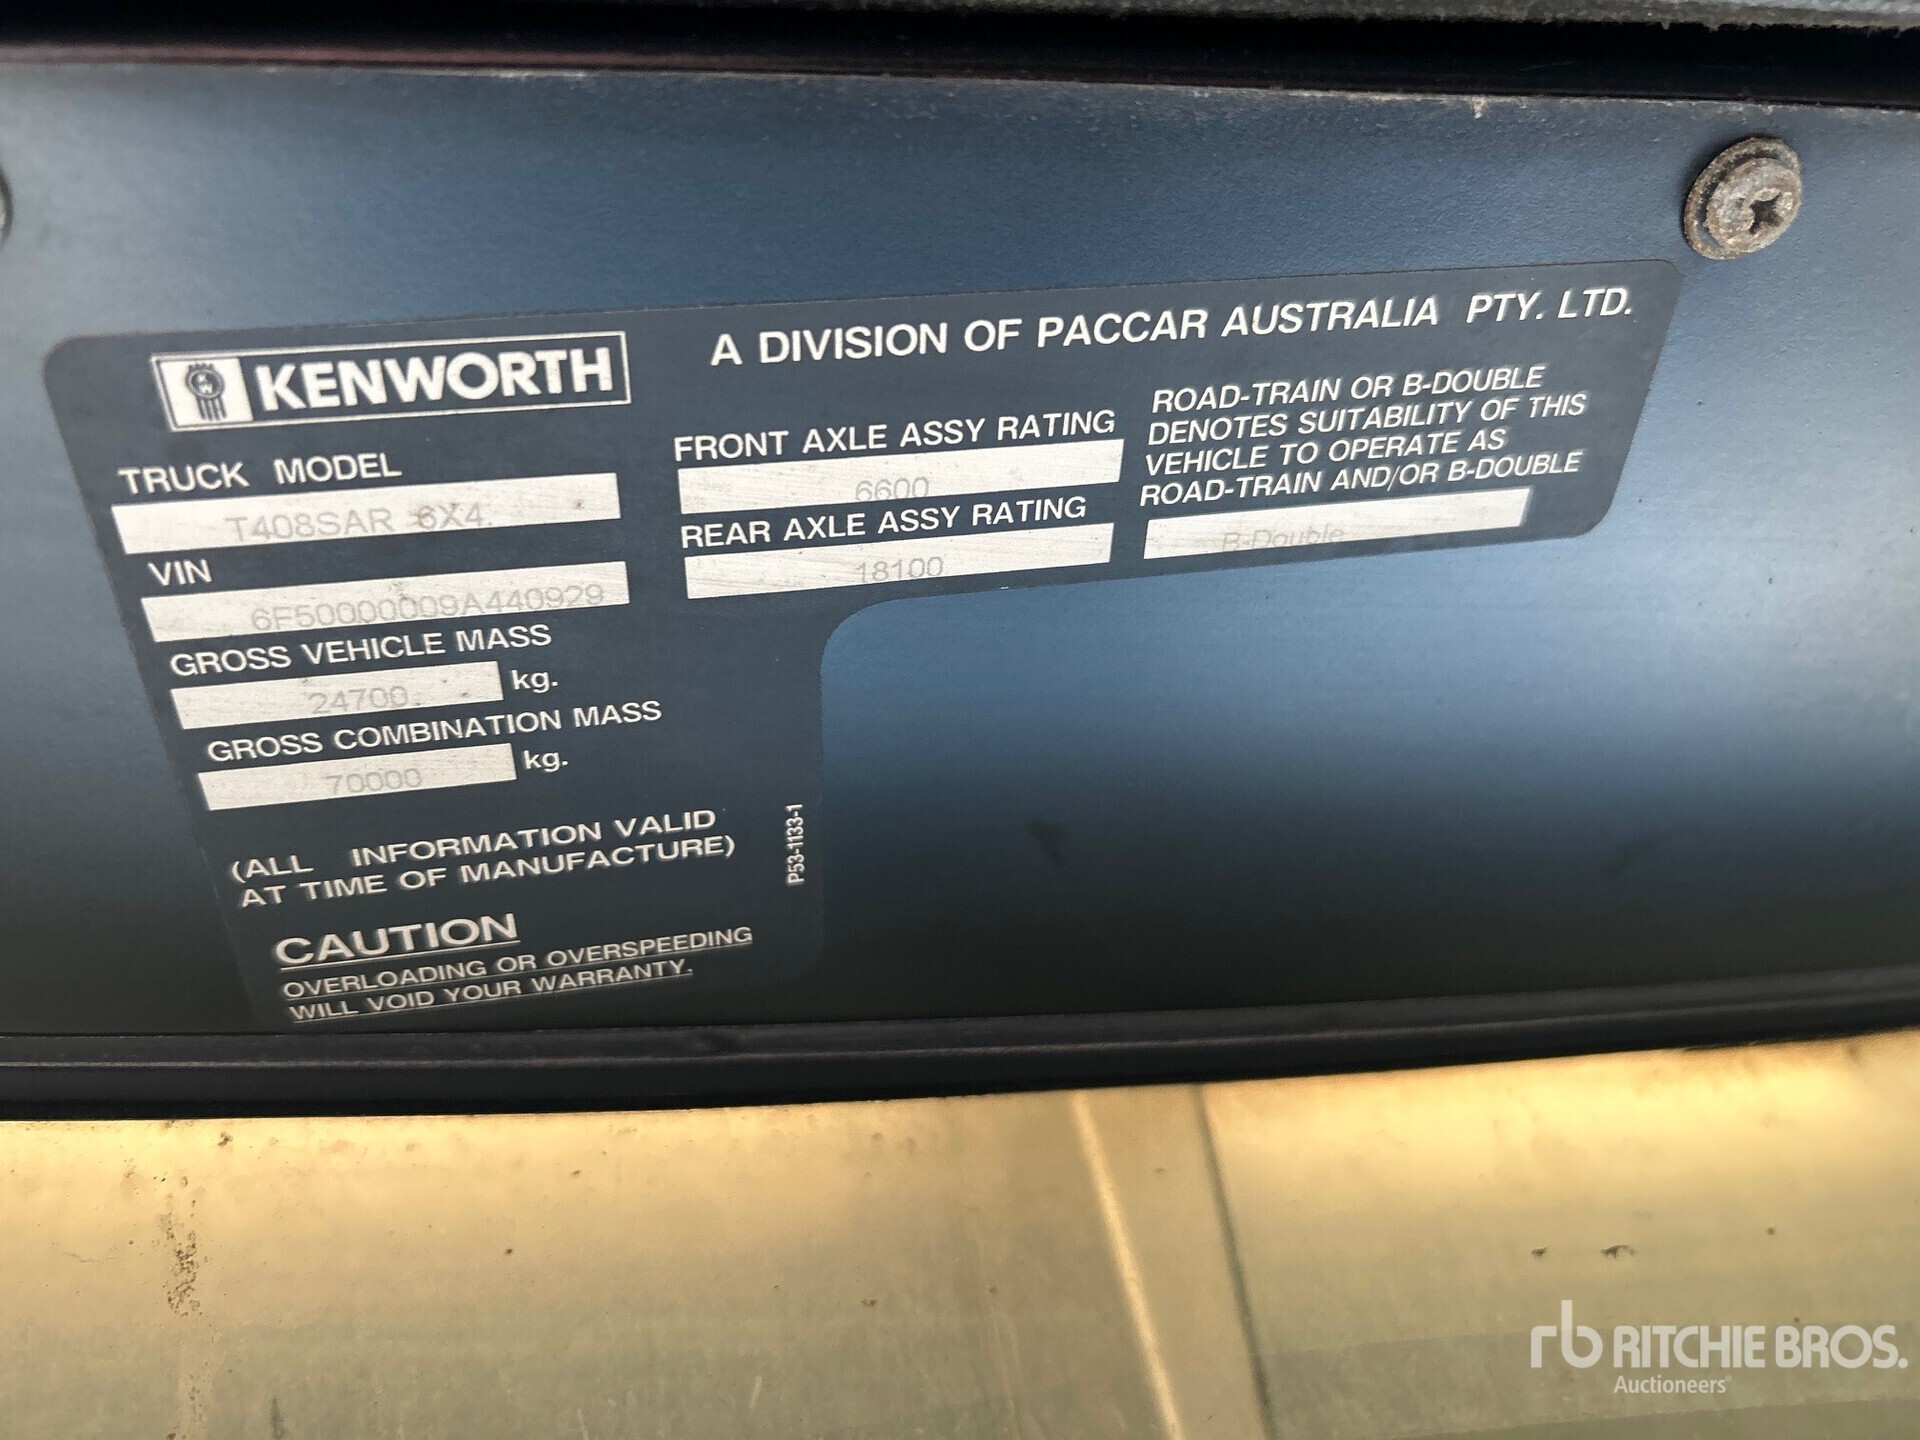 KENWORTH
A DIVISION OF PACCAR AUSTRALIA PTY. LTD.
TRUCK MODEL
T408SAR 6X4.
VIN
6F50000009A440929
GROSS VEHICLE MASS
24700. kg.
GROSS COMBINATION MASS
70000 kg.
FRONT AXLE ASSY RATING
6600
REAR AXLE ASSY RATING
18100
ROAD-TRAIN OR B-DOUBLE
DENOTES SUITABILITY OF THIS
VEHICLE TO OPERATE AS
ROAD-TRAIN AND/OR B-DOUBLE
B-Double
(ALL INFORMATION VALID
AT TIME OF MANUFACTURE)
P53-1133-1
CAUTION
OVERLOADING OR OVERSPEEDING
WILL VOID YOUR WARRANTY.
rb RITCHIE BROS.
Auctioneers